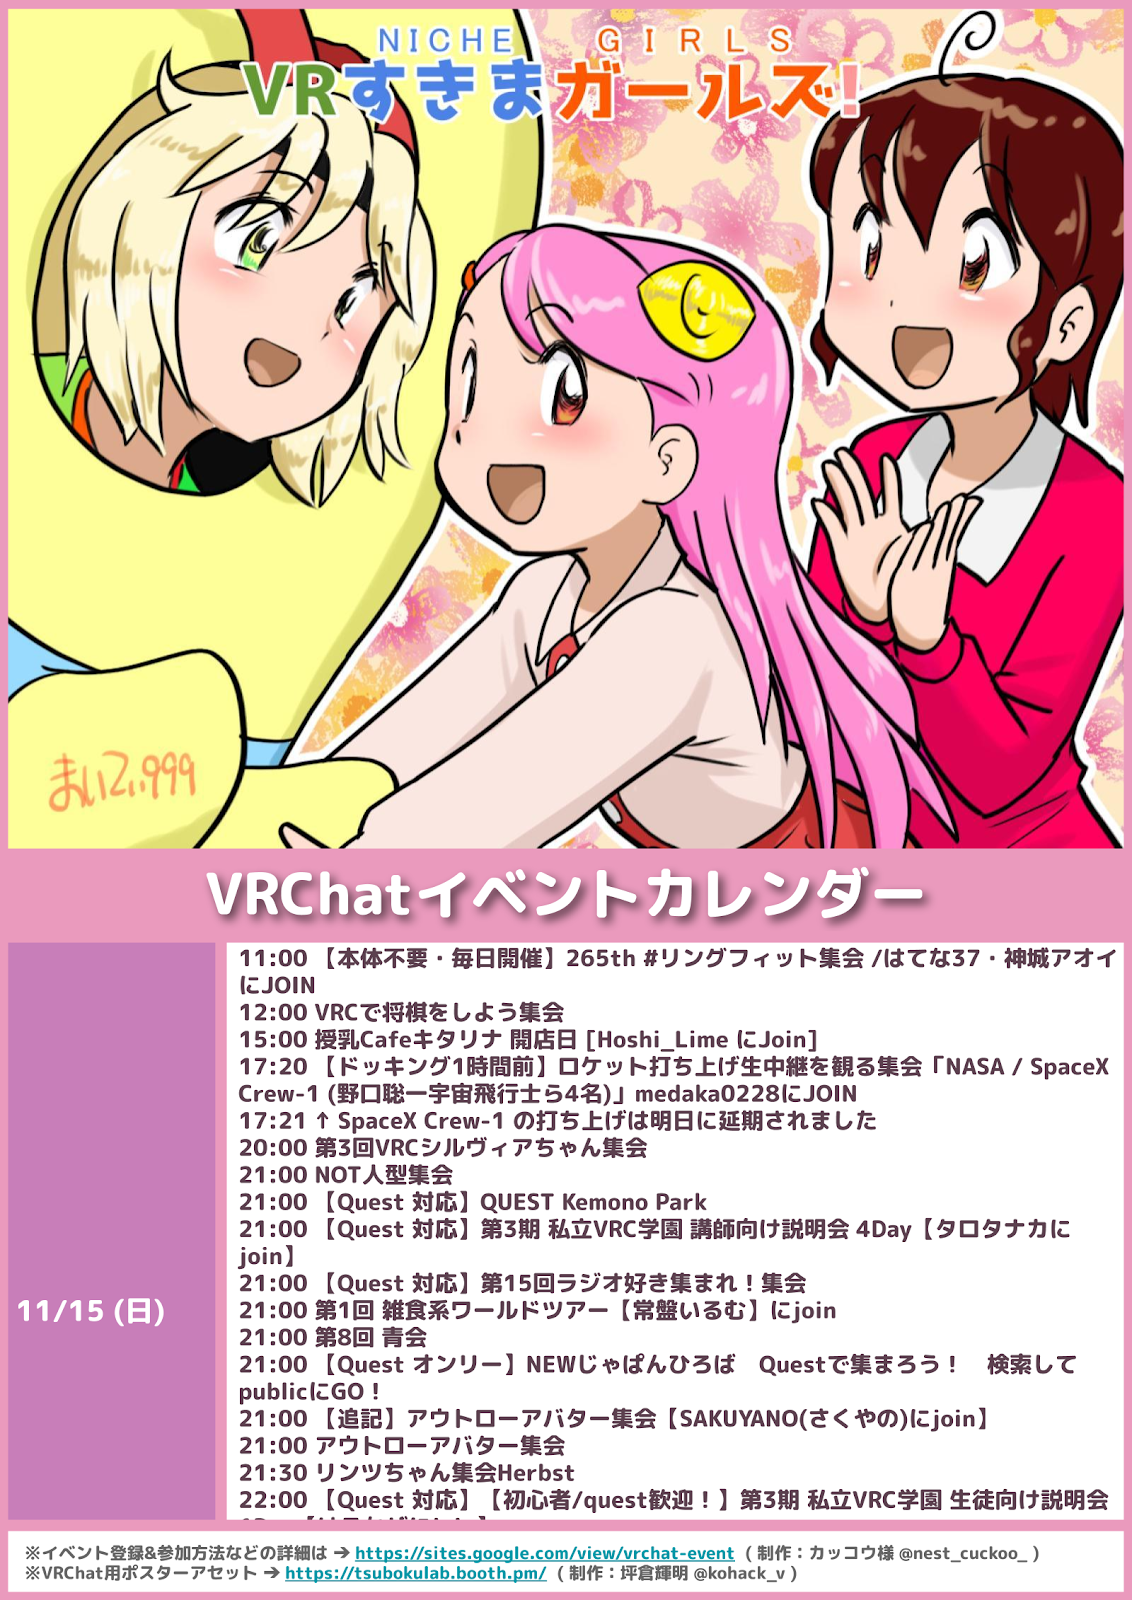 NICHE GIRLS
VRすきまガールズ!
VRChatイベントカレンダー
11/15 (日)
11:00 【本体不要・毎日開催】265th #リングフィット集会 /はてな37・神城アオイ
にJOIN
12:00 VRCで将棋をしよう集会
15:00 授乳Cafeキタリナ 開店日 [Hoshi_Lime にJoin]
17:20 【ドッキング1時間前】ロケット打ち上げ生中継を観る集会「NASA / SpaceX
Crew-1 (野口聡一宇宙飛行士ら4名)」medaka0228にJOIN
17:21 ↑ SpaceX Crew-1 の打ち上げは明日に延期されました
20:00 第3回VRCシルヴィアちゃん集会
21:00 NOT人型集会
21:00 【Quest 対応】QUEST Kemono Park
21:00 【Quest 対応】第3期 私立VRC学園 講師向け説明会 4Day【タロタナカに
join】
21:00 【Quest 対応】第15回ラジオ好き集まれ！集会
21:00 第1回 雑食系ワールドツアー【常盤いるむ】にjoin
21:00 第8回 青会
21:00 【Quest オンリー】NEWじゃぱんひろば　Questで集まろう！　検索して
publicにGO！
21:00 【追記】アウトローアバター集会【SAKUYANO(さくやの)にjoin】
21:00 アウトローアバター集会
21:30 リンツちゃん集会Herbst
22:00 【Quest 対応】【初心者/quest歓迎！】第3期 私立VRC学園 生徒向け説明会
※イベント登録&参加方法などの詳細は → https://sites.google.com/view/vrchat-event （ 制作：カッコウ様 @nest_cuckoo_ ）
※VRChat用ポスターアセット → https://tsubokulab.booth.pm/ （ 制作：坪倉輝明 @kohack_v ）